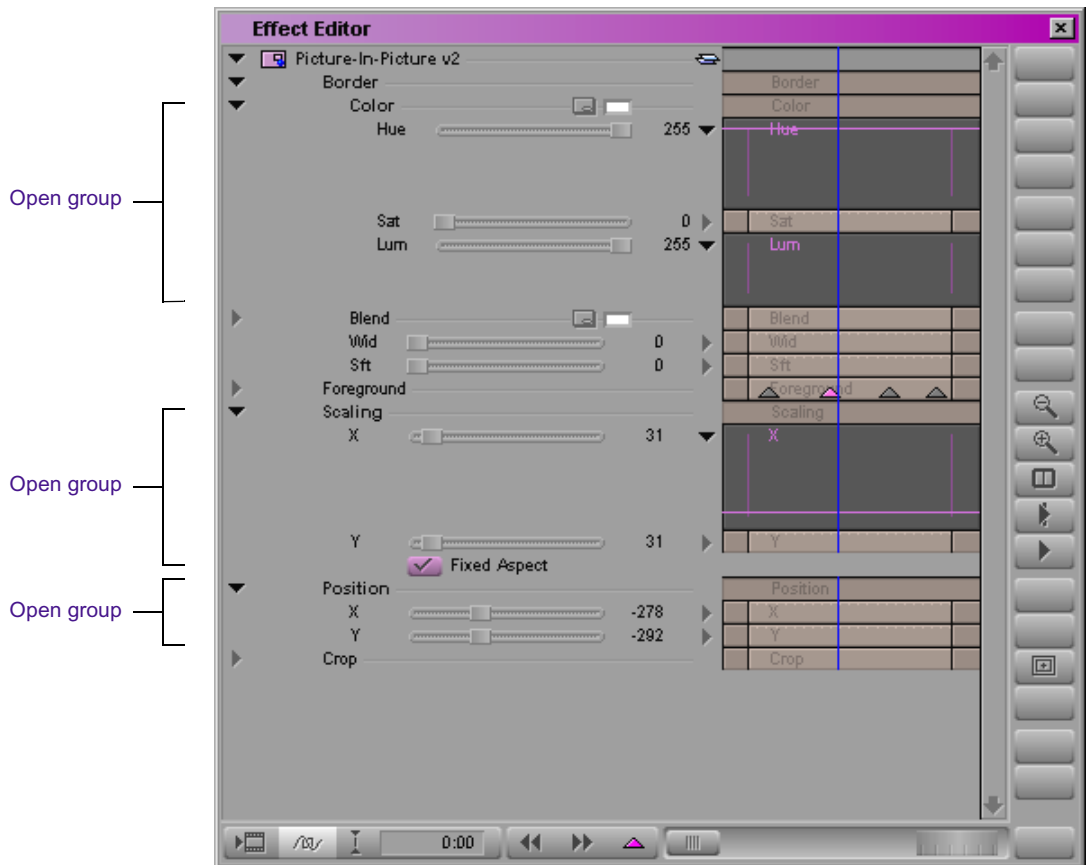 Effect Editor
Picture-In-Picture v2
Border Border
Color Color
Hue 255 Hue
Open group
Sat 0 Sat
Lum 255 Lum
Blend Blend
Wid 0 Wid
Sft 0 Sft
Foreground Foreground
Scaling Scaling
X 31 X
Open group
Y 31 Y
Fixed Aspect
Position Position
Open group
X -278 X
Y -292 Y
Crop Crop
0:00